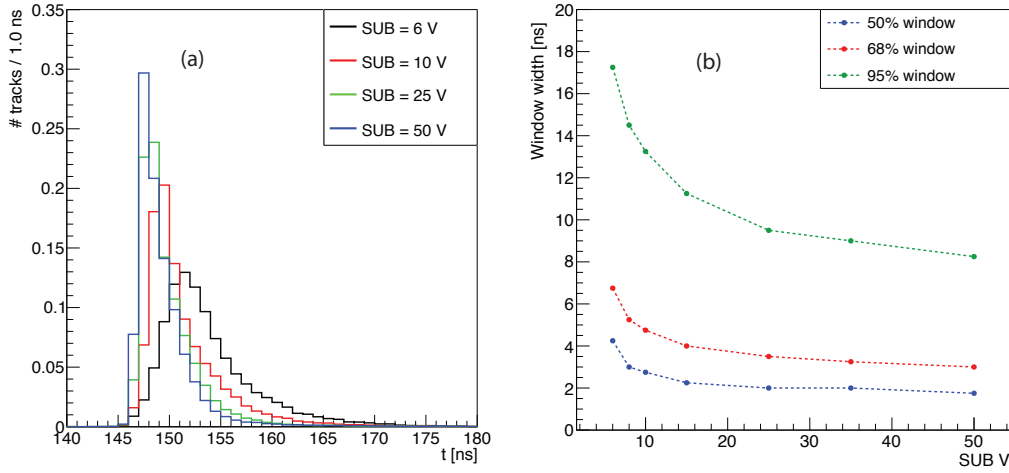 # tracks / 1.0 ns
0.35
0.3
0.25
0.2
0.15
0.1
0.05
0
(a)
SUB = 6 V
SUB = 10 V
SUB = 25 V
SUB = 50 V
140 145 150 155 160 165 170 175 180
t [ns]
Window width [ns]
20
18
16
14
12
10
8
6
4
2
0
(b)
50% window
68% window
95% window
10 20 30 40 50
SUB V